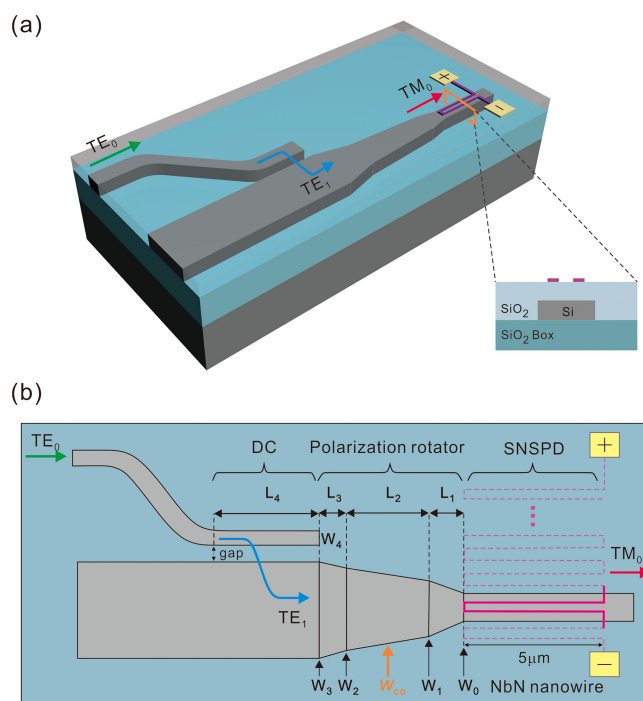 (a)
+
TM₀
−
TE₀
TE₁
SiO₂
Si
SiO₂ Box
(b)
+
TE₀
DC
Polarization rotator
SNSPD
L₄
L₃
L₂
L₁
W₄
gap
TM₀
TE₁
5μm
−
W₃
W₂
W_co
W₁
W₀
NbN nanowire